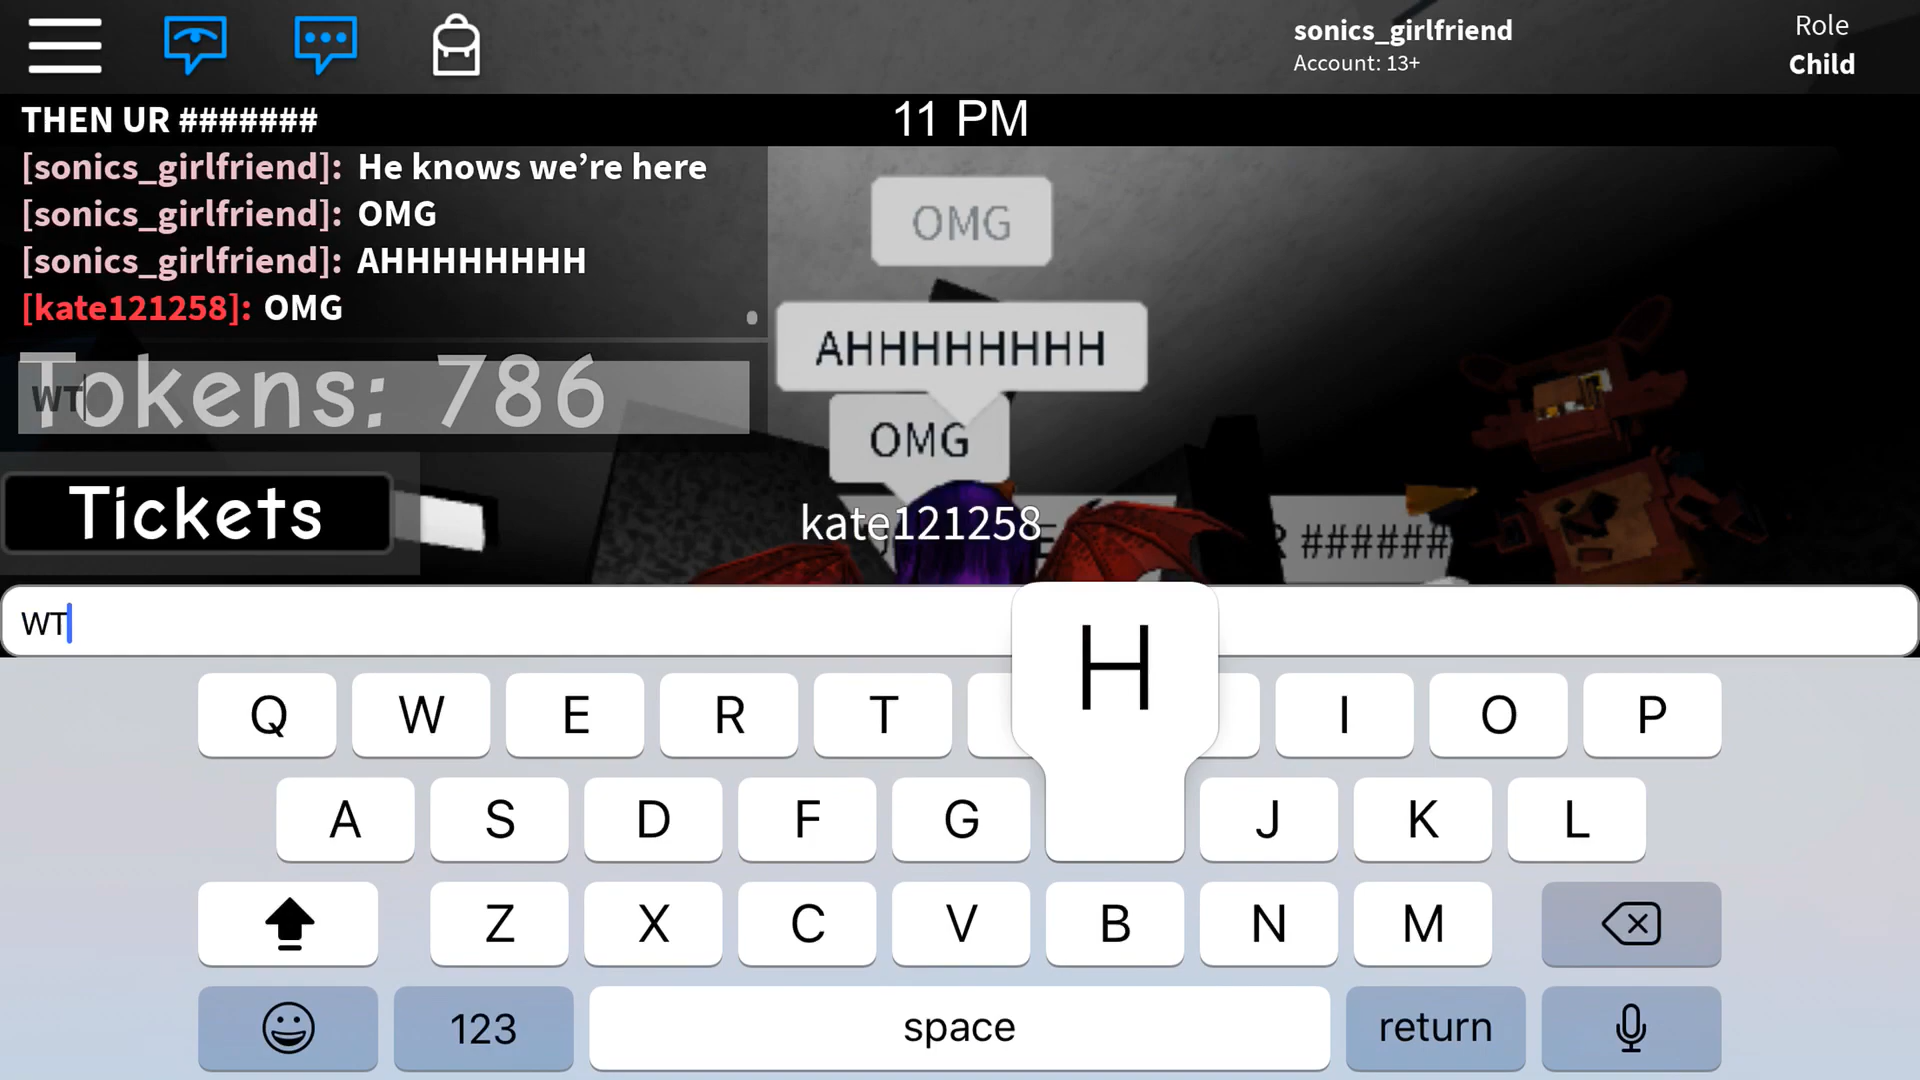 sonics_girlfriend
Account: 13+
Role
Child
THEN UR #######
11 PM
[sonics_girlfriend]: He knows we’re here
[sonics_girlfriend]: OMG
[sonics_girlfriend]: AHHHHHHHH
[kate121258]: OMG
OMG
AHHHHHHHH
OMG
WT
Tokens: 786
Tickets
kate121258
R #######
WT
H
Q W E R T I O P
A S D F G J K L
Z X C V B N M
123 space return